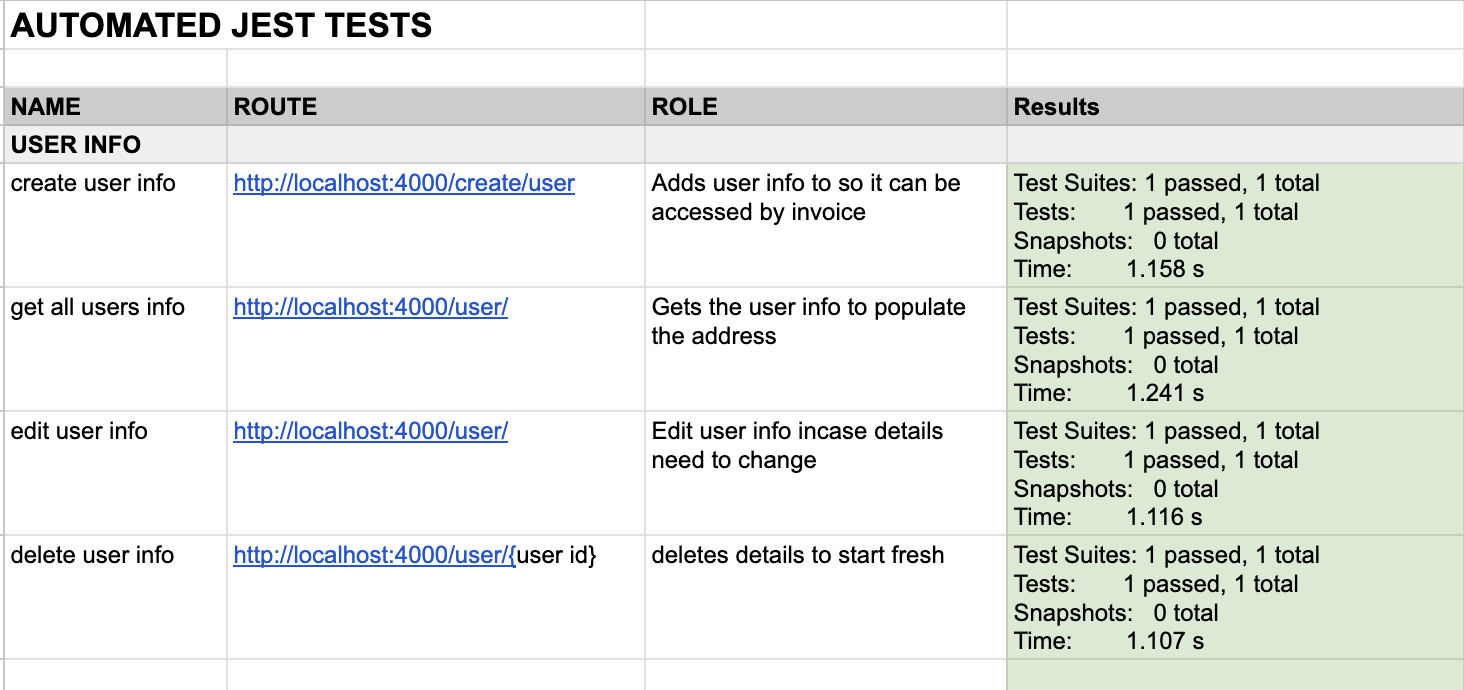 AUTOMATED JEST TESTS
NAME ROUTE ROLE Results
USER INFO
create user info http://localhost:4000/create/user Adds user info to so it can be Test Suites: 1 passed, 1 total
accessed by invoice Tests: 1 passed, 1 total
Snapshots: 0 total
Time: 1.158 s
get all users info http://localhost:4000/user/ Gets the user info to populate Test Suites: 1 passed, 1 total
the address Tests: 1 passed, 1 total
Snapshots: 0 total
Time: 1.241 s
edit user info http://localhost:4000/user/ Edit user info incase details Test Suites: 1 passed, 1 total
need to change Tests: 1 passed, 1 total
Snapshots: 0 total
Time: 1.116 s
delete user info http://localhost:4000/user/{user id} deletes details to start fresh Test Suites: 1 passed, 1 total
Tests: 1 passed, 1 total
Snapshots: 0 total
Time: 1.107 s